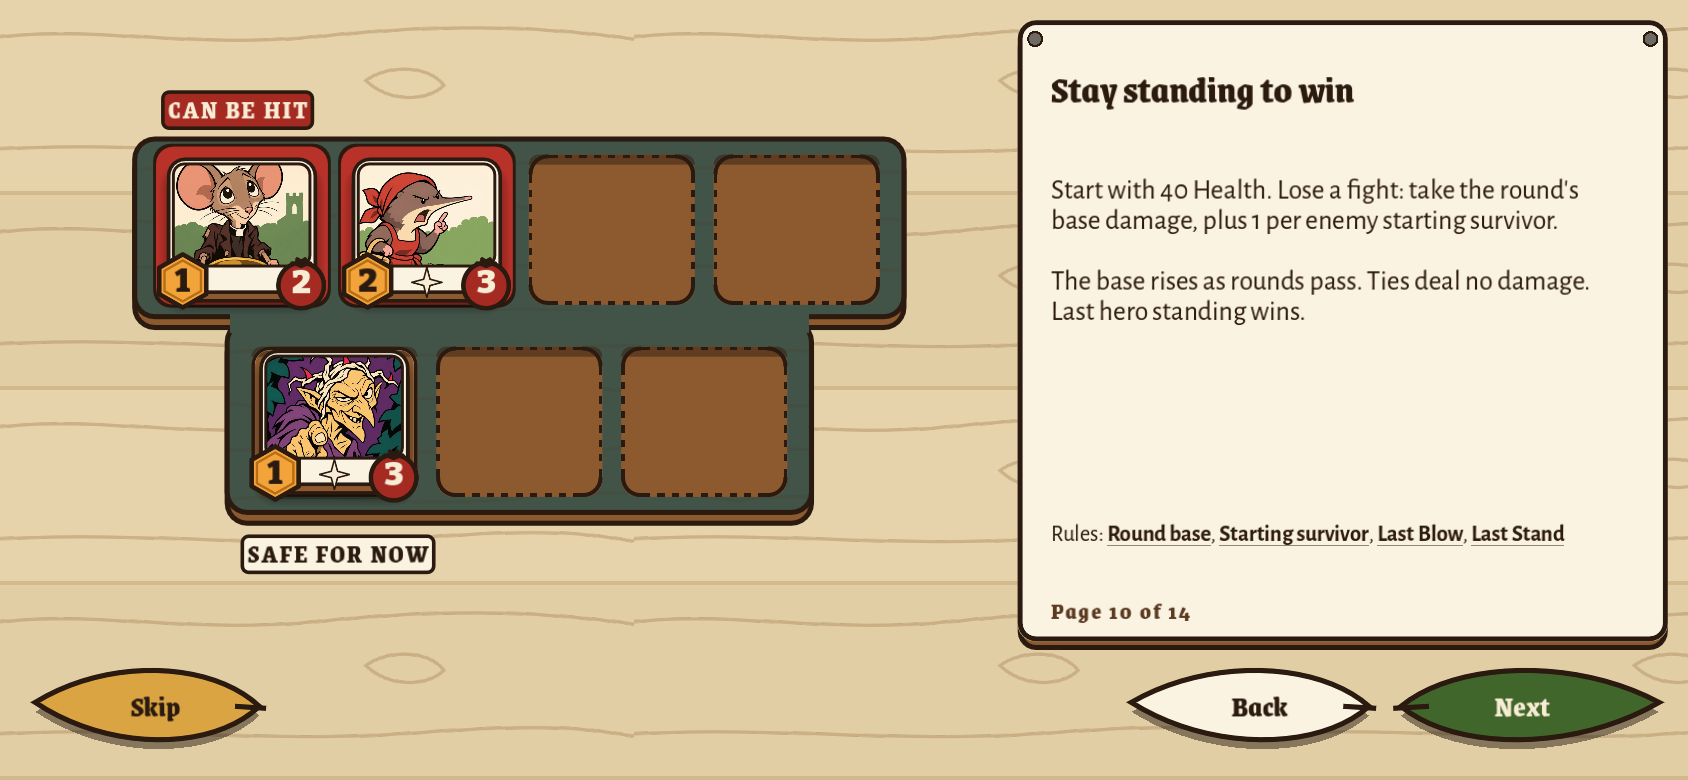 CAN BE HIT
1
2
2
3
1
3
SAFE FOR NOW
Stay standing to win
Start with 40 Health. Lose a fight: take the round's
base damage, plus 1 per enemy starting survivor.
The base rises as rounds pass. Ties deal no damage.
Last hero standing wins.
Rules: Round base, Starting survivor, Last Blow, Last Stand
Page 10 of 14
Skip
Back
Next